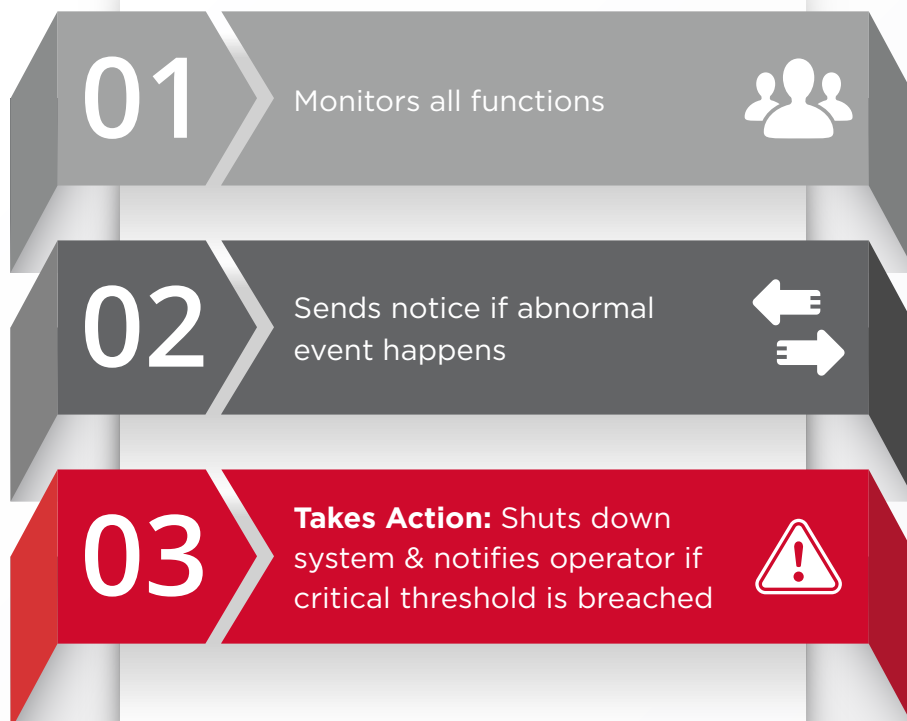 01
Monitors all functions
02
Sends notice if abnormal
event happens
03
Takes Action: Shuts down
system & notifies operator if
critical threshold is breached